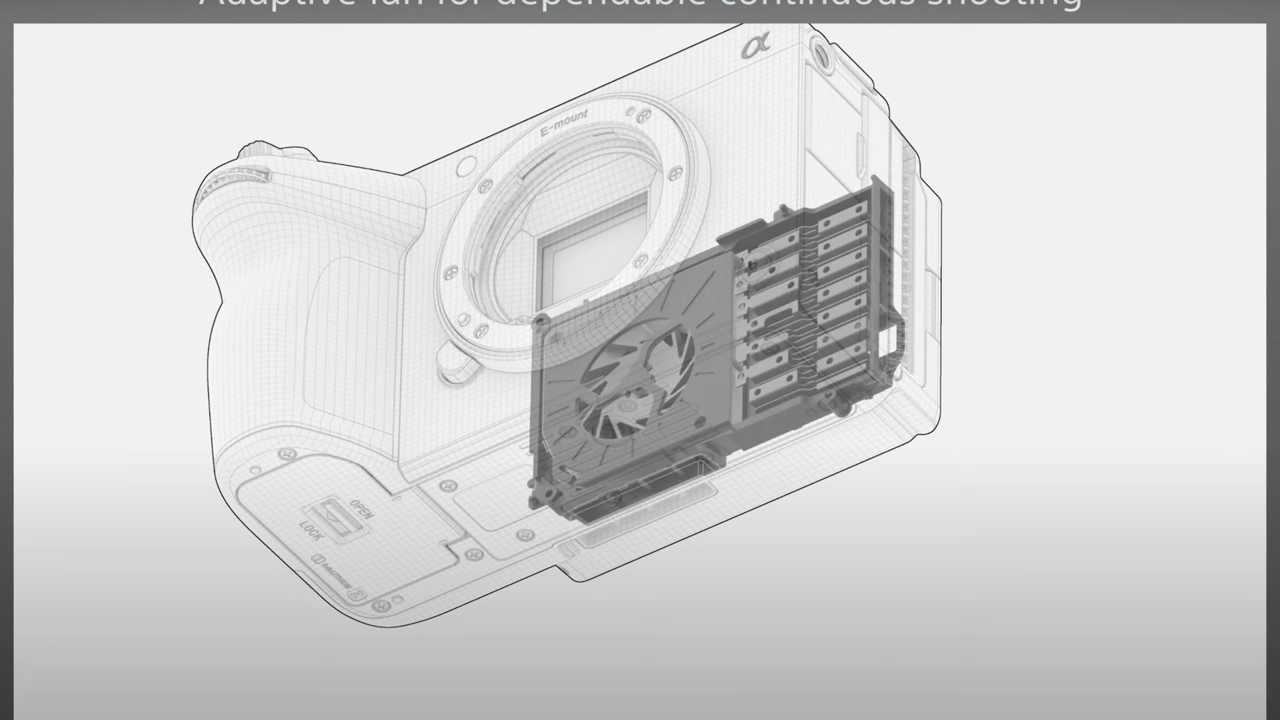 Adaptive fan for dependable continuous shooting
α
E-mount
OPEN
LOCK